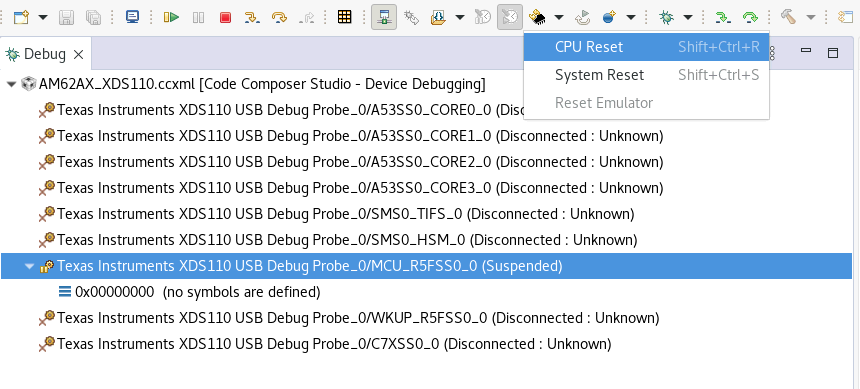 Debug
CPU Reset Shift+Ctrl+R
System Reset Shift+Ctrl+S
Reset Emulator
AM62AX_XDS110.ccxml [Code Composer Studio - Device Debugging]
Texas Instruments XDS110 USB Debug Probe_0/A53SS0_CORE0_0 (Disc
Texas Instruments XDS110 USB Debug Probe_0/A53SS0_CORE1_0 (Disconnected : Unknown)
Texas Instruments XDS110 USB Debug Probe_0/A53SS0_CORE2_0 (Disconnected : Unknown)
Texas Instruments XDS110 USB Debug Probe_0/A53SS0_CORE3_0 (Disconnected : Unknown)
Texas Instruments XDS110 USB Debug Probe_0/SMS0_TIFS_0 (Disconnected : Unknown)
Texas Instruments XDS110 USB Debug Probe_0/SMS0_HSM_0 (Disconnected : Unknown)
Texas Instruments XDS110 USB Debug Probe_0/MCU_R5FSS0_0 (Suspended)
0x00000000 (no symbols are defined)
Texas Instruments XDS110 USB Debug Probe_0/WKUP_R5FSS0_0 (Disconnected : Unknown)
Texas Instruments XDS110 USB Debug Probe_0/C7XSS0_0 (Disconnected : Unknown)